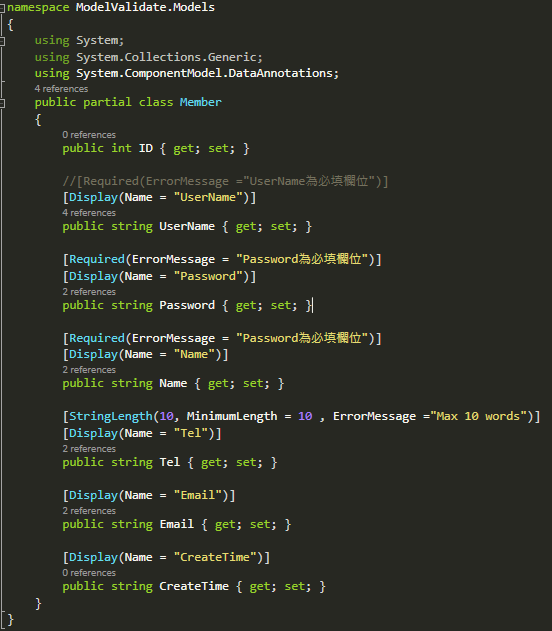 namespace ModelValidate.Models
{
using System;
using System.Collections.Generic;
using System.ComponentModel.DataAnnotations;
4 references
public partial class Member
{
0 references
public int ID { get; set; }
//[Required(ErrorMessage ="UserName為必填欄位")]
[Display(Name = "UserName")]
4 references
public string UserName { get; set; }
[Required(ErrorMessage = "Password為必填欄位")]
[Display(Name = "Password")]
2 references
public string Password { get; set; }
[Required(ErrorMessage = "Password為必填欄位")]
[Display(Name = "Name")]
2 references
public string Name { get; set; }
[StringLength(10, MinimumLength = 10 , ErrorMessage ="Max 10 words")]
[Display(Name = "Tel")]
2 references
public string Tel { get; set; }
[Display(Name = "Email")]
2 references
public string Email { get; set; }
[Display(Name = "CreateTime")]
0 references
public string CreateTime { get; set; }
}
}